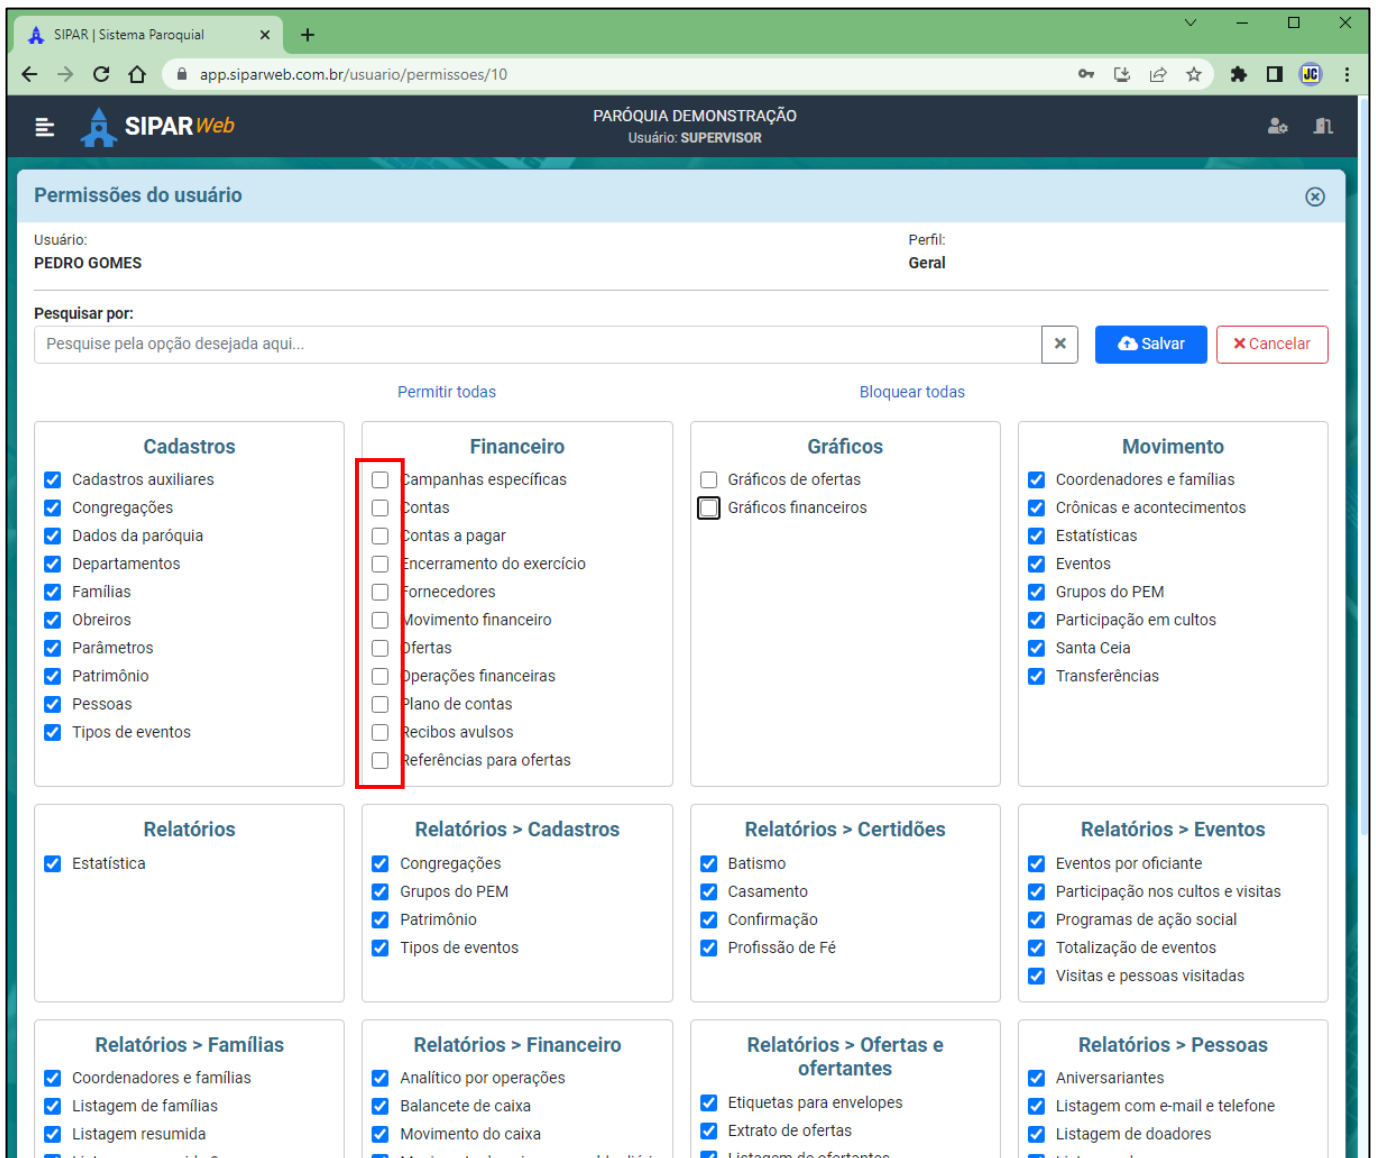 SIPAR | Sistema Paroquial
app.siparweb.com.br/usuario/permissoes/10
JC
SIPARWeb
PARÓQUIA DEMONSTRAÇÃO
Usuário: SUPERVISOR
Permissões do usuário
Usuário:
PEDRO GOMES
Perfil:
Geral
Pesquisar por:
Pesquise pela opção desejada aqui...
Salvar
Cancelar
Permitir todas
Bloquear todas
Cadastros
Cadastros auxiliares
Congregações
Dados da paróquia
Departamentos
Famílias
Obreiros
Parâmetros
Patrimônio
Pessoas
Tipos de eventos
Financeiro
Campanhas específicas
Contas
Contas a pagar
Encerramento do exercício
Fornecedores
Movimento financeiro
Ofertas
Operações financeiras
Plano de contas
Recibos avulsos
Referências para ofertas
Gráficos
Gráficos de ofertas
Gráficos financeiros
Movimento
Coordenadores e famílias
Crônicas e acontecimentos
Estatísticas
Eventos
Grupos do PEM
Participação em cultos
Santa Ceia
Transferências
Relatórios
Estatística
Relatórios > Cadastros
Congregações
Grupos do PEM
Patrimônio
Tipos de eventos
Relatórios > Certidões
Batismo
Casamento
Confirmação
Profissão de Fé
Relatórios > Eventos
Eventos por oficiante
Participação nos cultos e visitas
Programas de ação social
Totalização de eventos
Visitas e pessoas visitadas
Relatórios > Famílias
Coordenadores e famílias
Listagem de famílias
Listagem resumida
Relatórios > Financeiro
Analítico por operações
Balancete de caixa
Movimento do caixa
Relatórios > Ofertas e
ofertantes
Etiquetas para envelopes
Extrato de ofertas
Listagem de ofertantes
Relatórios > Pessoas
Aniversariantes
Listagem com e-mail e telefone
Listagem de doadores